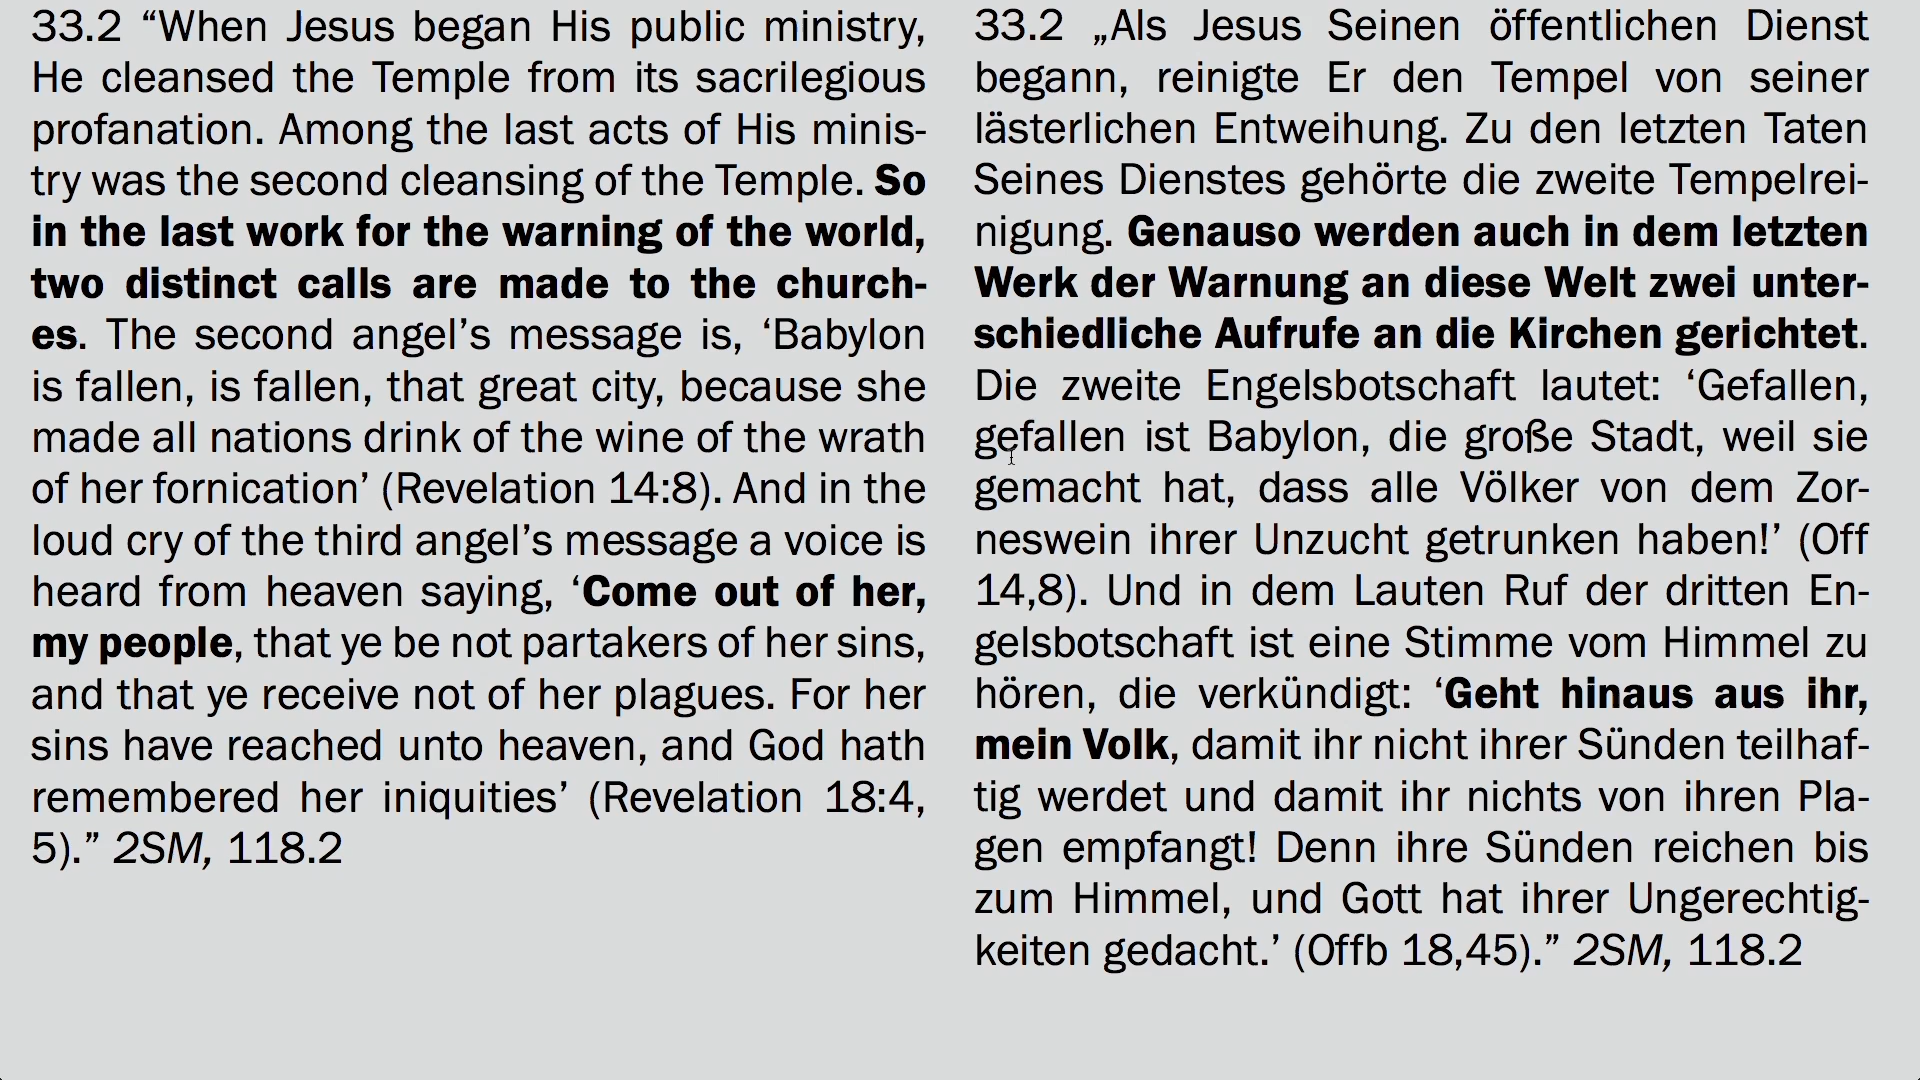 33.2 “When Jesus began His public ministry,
He cleansed the Temple from its sacrilegious
profanation. Among the last acts of His minis-
try was the second cleansing of the Temple. So
in the last work for the warning of the world,
two distinct calls are made to the church-
es. The second angel’s message is, ‘Babylon
is fallen, is fallen, that great city, because she
made all nations drink of the wine of the wrath
of her fornication’ (Revelation 14:8). And in the
loud cry of the third angel’s message a voice is
heard from heaven saying, ‘Come out of her,
my people, that ye be not partakers of her sins,
and that ye receive not of her plagues. For her
sins have reached unto heaven, and God hath
remembered her iniquities’ (Revelation 18:4,
5).” 2SM, 118.2
33.2 „Als Jesus Seinen öffentlichen Dienst
begann, reinigte Er den Tempel von seiner
lästerlichen Entweihung. Zu den letzten Taten
Seines Dienstes gehörte die zweite Tempelrei-
nigung. Genauso werden auch in dem letzten
Werk der Warnung an diese Welt zwei unter-
schiedliche Aufrufe an die Kirchen gerichtet.
Die zweite Engelsbotschaft lautet: ‘Gefallen,
gefallen ist Babylon, die große Stadt, weil sie
gemacht hat, dass alle Völker von dem Zor-
neswein ihrer Unzucht getrunken haben!’ (Off
14,8). Und in dem Lauten Ruf der dritten En-
gelsbotschaft ist eine Stimme vom Himmel zu
hören, die verkündigt: ‘Geht hinaus aus ihr,
mein Volk, damit ihr nicht ihrer Sünden teilhaf-
tig werdet und damit ihr nichts von ihren Pla-
gen empfangt! Denn ihre Sünden reichen bis
zum Himmel, und Gott hat ihrer Ungerechtig-
keiten gedacht.’ (Offb 18,45).” 2SM, 118.2